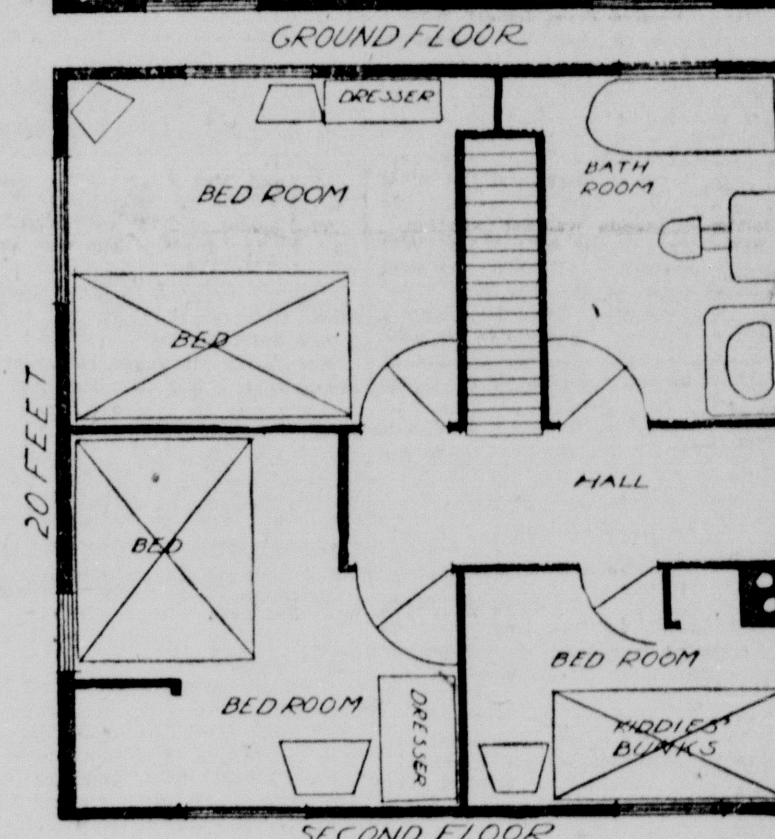 GROUND FLOOR
DRESSER
BATH
ROOM
BED ROOM
BED
20 FEET
HALL
BED
BED ROOM
BED ROOM
DRESSER
KIDDIES'
BUNKS
SECOND FLOOR